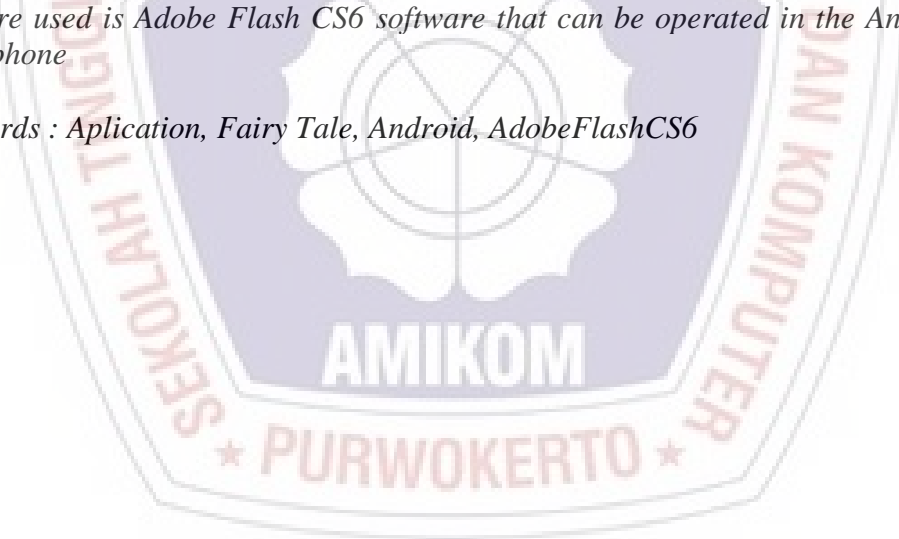 re used is Adobe Flash CS6 software that can be operated in the An
phone
rds : Aplication, Fairy Tale, Android, AdobeFlashCS6
SEKOLAH TINGGI
DAN KOMPUTER
AMIKOM
★ PURWOKERTO ★